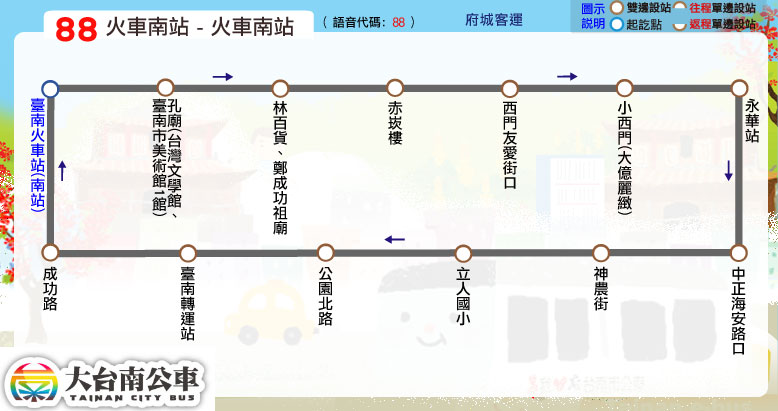 88 火車南站 - 火車南站 （ 語音代碼：88 ） 府城客運
圖示說明
雙邊設站
往程單邊設站
起訖點
返程單邊設站
臺南火車站(南站)
孔廟(台灣文學館、
臺南市美術館1館)
林百貨、鄭成功祖廟
赤崁樓
西門友愛街口
小西門(大億麗緻)
永華站
中正海安路口
神農街
立人國小
公園北路
臺南轉運站
成功路
大台南公車
TAINAN CITY BUS